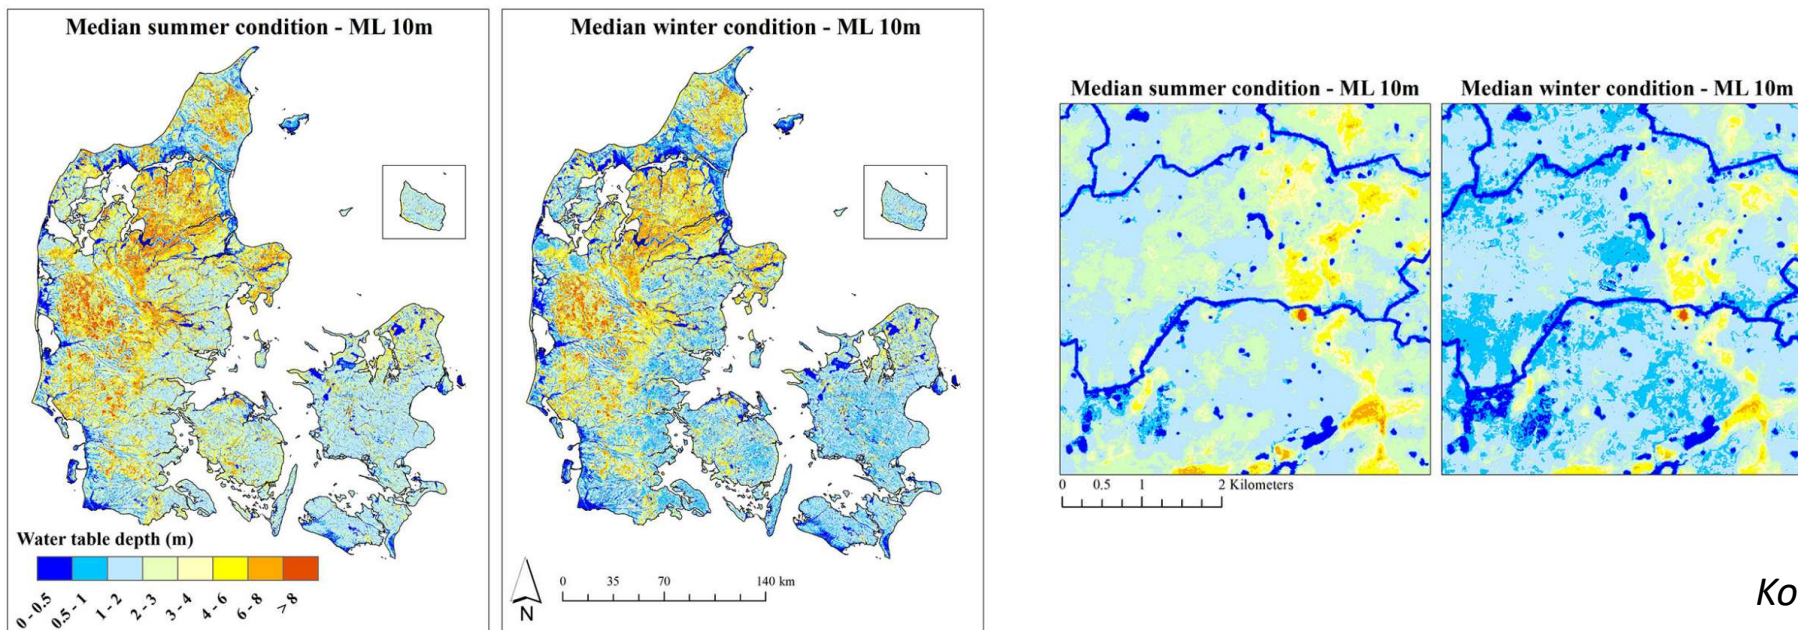 Median summer condition - ML 10m
Median winter condition - ML 10m
Water table depth (m)
0 - 0.5
0.5 - 1
1 - 2
2 - 3
3 - 4
4 - 6
6 - 8
> 8
N
0 35 70 140 km
Median summer condition - ML 10m
Median winter condition - ML 10m
0 0.5 1 2 Kilometers
Ko